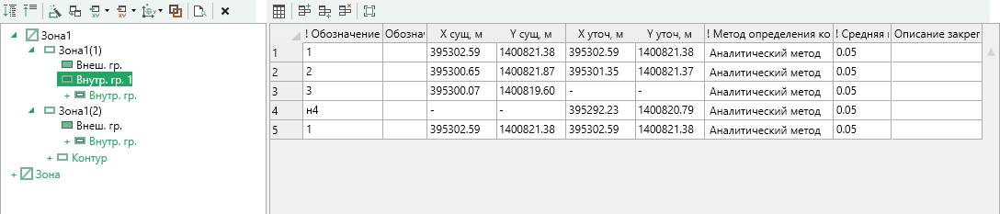 Зона1
Зона1(1)
Внеш. гр.
Внутр. гр. 1
+ Внутр. гр.
Зона1(2)
Внеш. гр.
+ Внутр. гр.
+ Контур
+ Зона
! Обозначение Обозна X сущ, м Y сущ, м X уточ, м Y уточ, м ! Метод определения ко ! Средняя Описание закреп
1 1 395302.59 1400821.38 395302.59 1400821.38 Аналитический метод 0.05
2 2 395300.65 1400821.87 395301.35 1400821.37 Аналитический метод 0.05
3 3 395300.07 1400819.60 - - Аналитический метод 0.05
4 н4 - - 395292.23 1400820.79 Аналитический метод 0.05
5 1 395302.59 1400821.38 395302.59 1400821.38 Аналитический метод 0.05